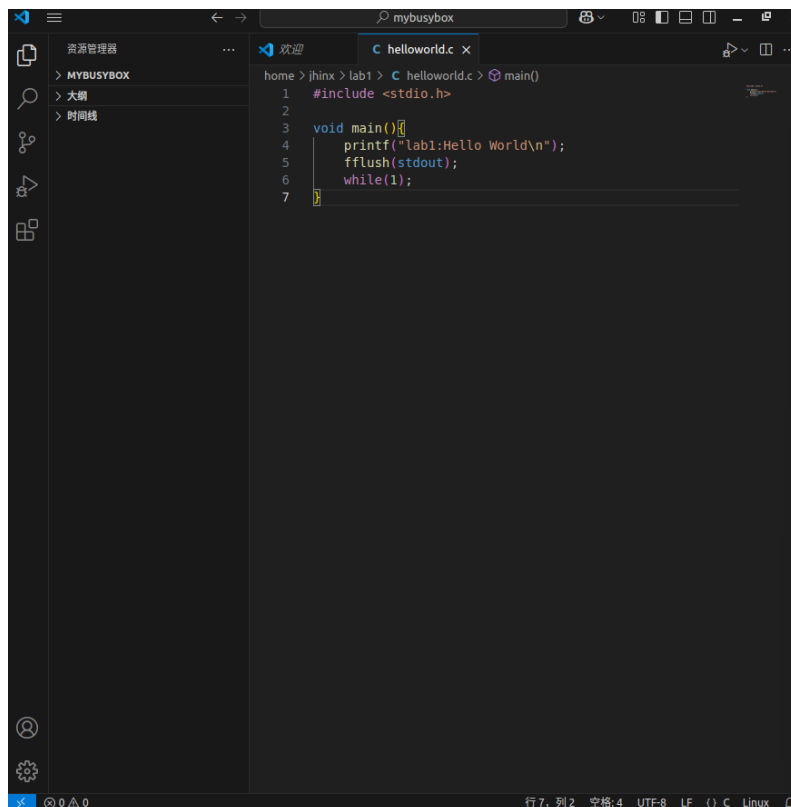 mybusybox
资源管理器
欢迎
C helloworld.c
MYBUSYBOX
大纲
时间线
home > jhinx > lab1 > C helloworld.c > main()
1 #include <stdio.h>
2
3 void main(){
4     printf("lab1:Hello World\n");
5     fflush(stdout);
6     while(1);
7 }
0 0
行 7，列 2 空格: 4 UTF-8 LF {} C Linux